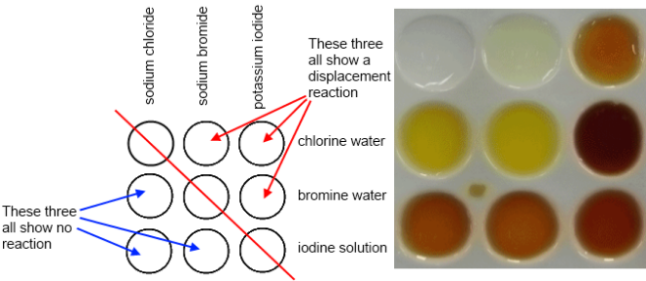 sodium chloride
sodium bromide
potassium iodide
These three
all show a
displacement
reaction
chlorine water
bromine water
These three
all show no
reaction
iodine solution